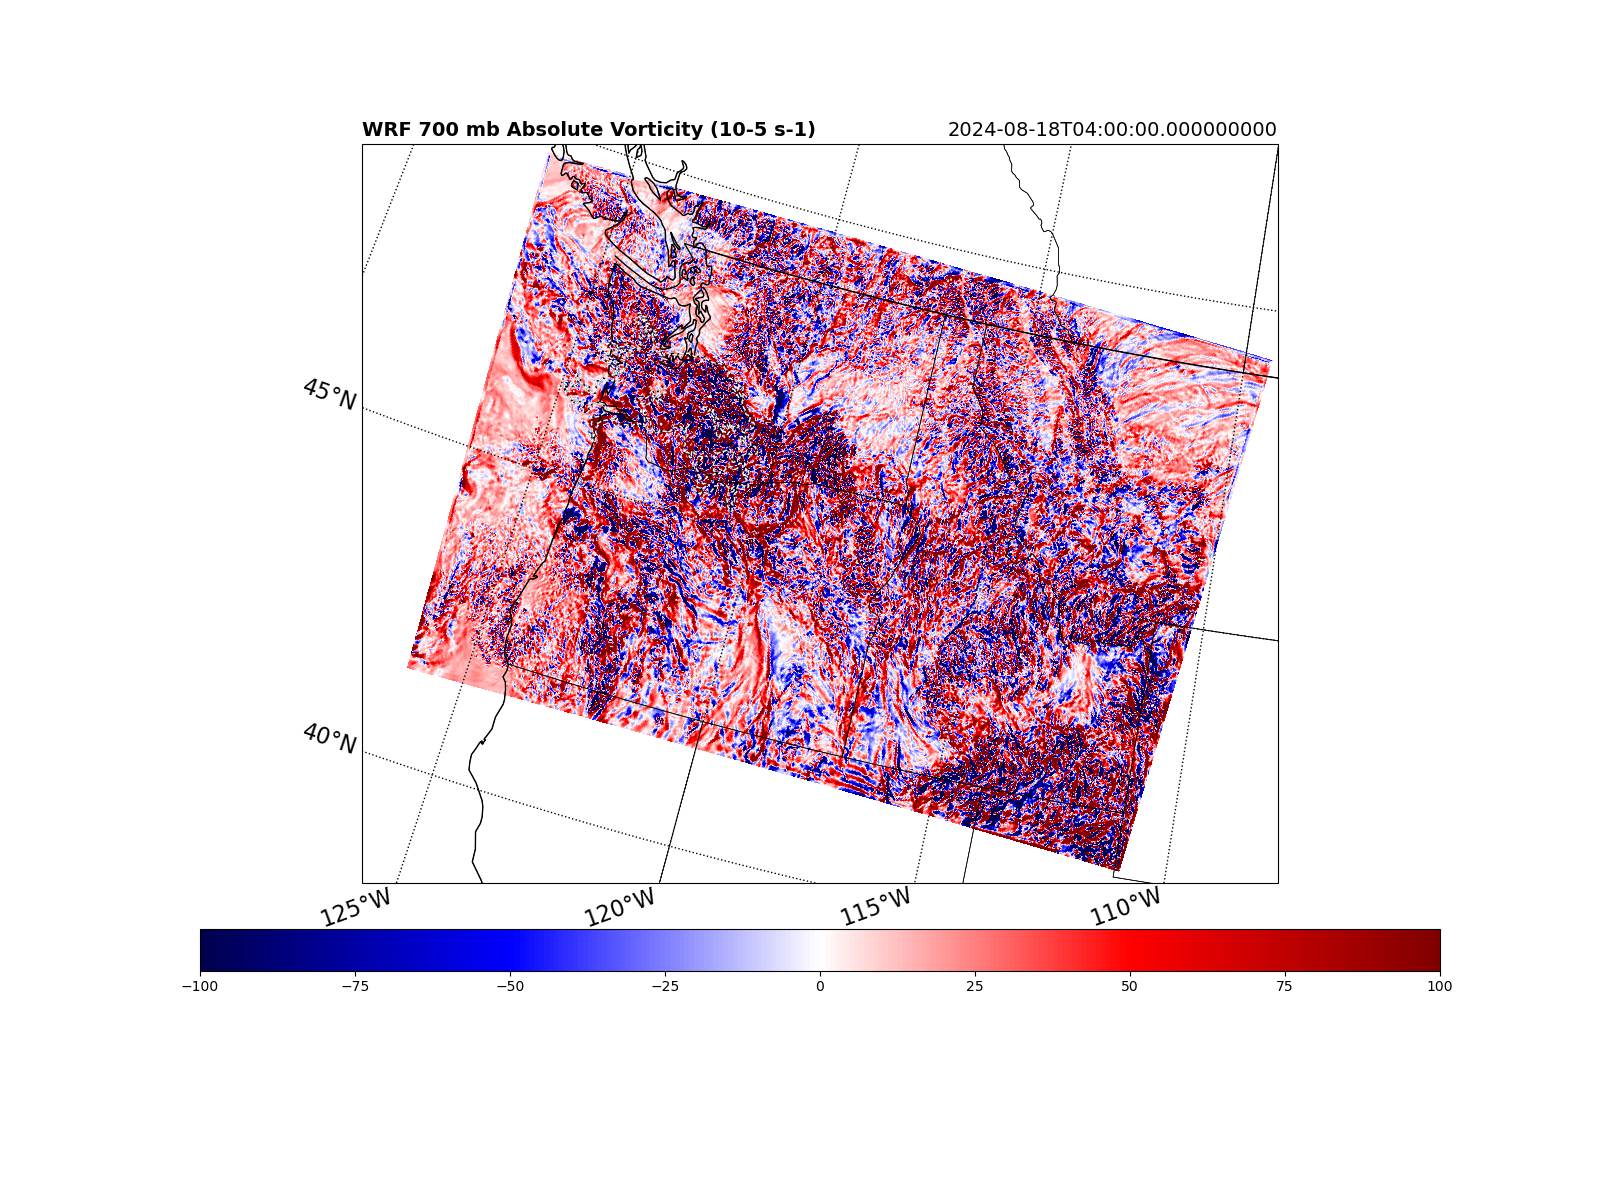 WRF 700 mb Absolute Vorticity (10-5 s-1) 2024-08-18T04:00:00.000000000
45°N
40°N
125°W 120°W 115°W 110°W
−100 −75 −50 −25 0 25 50 75 100